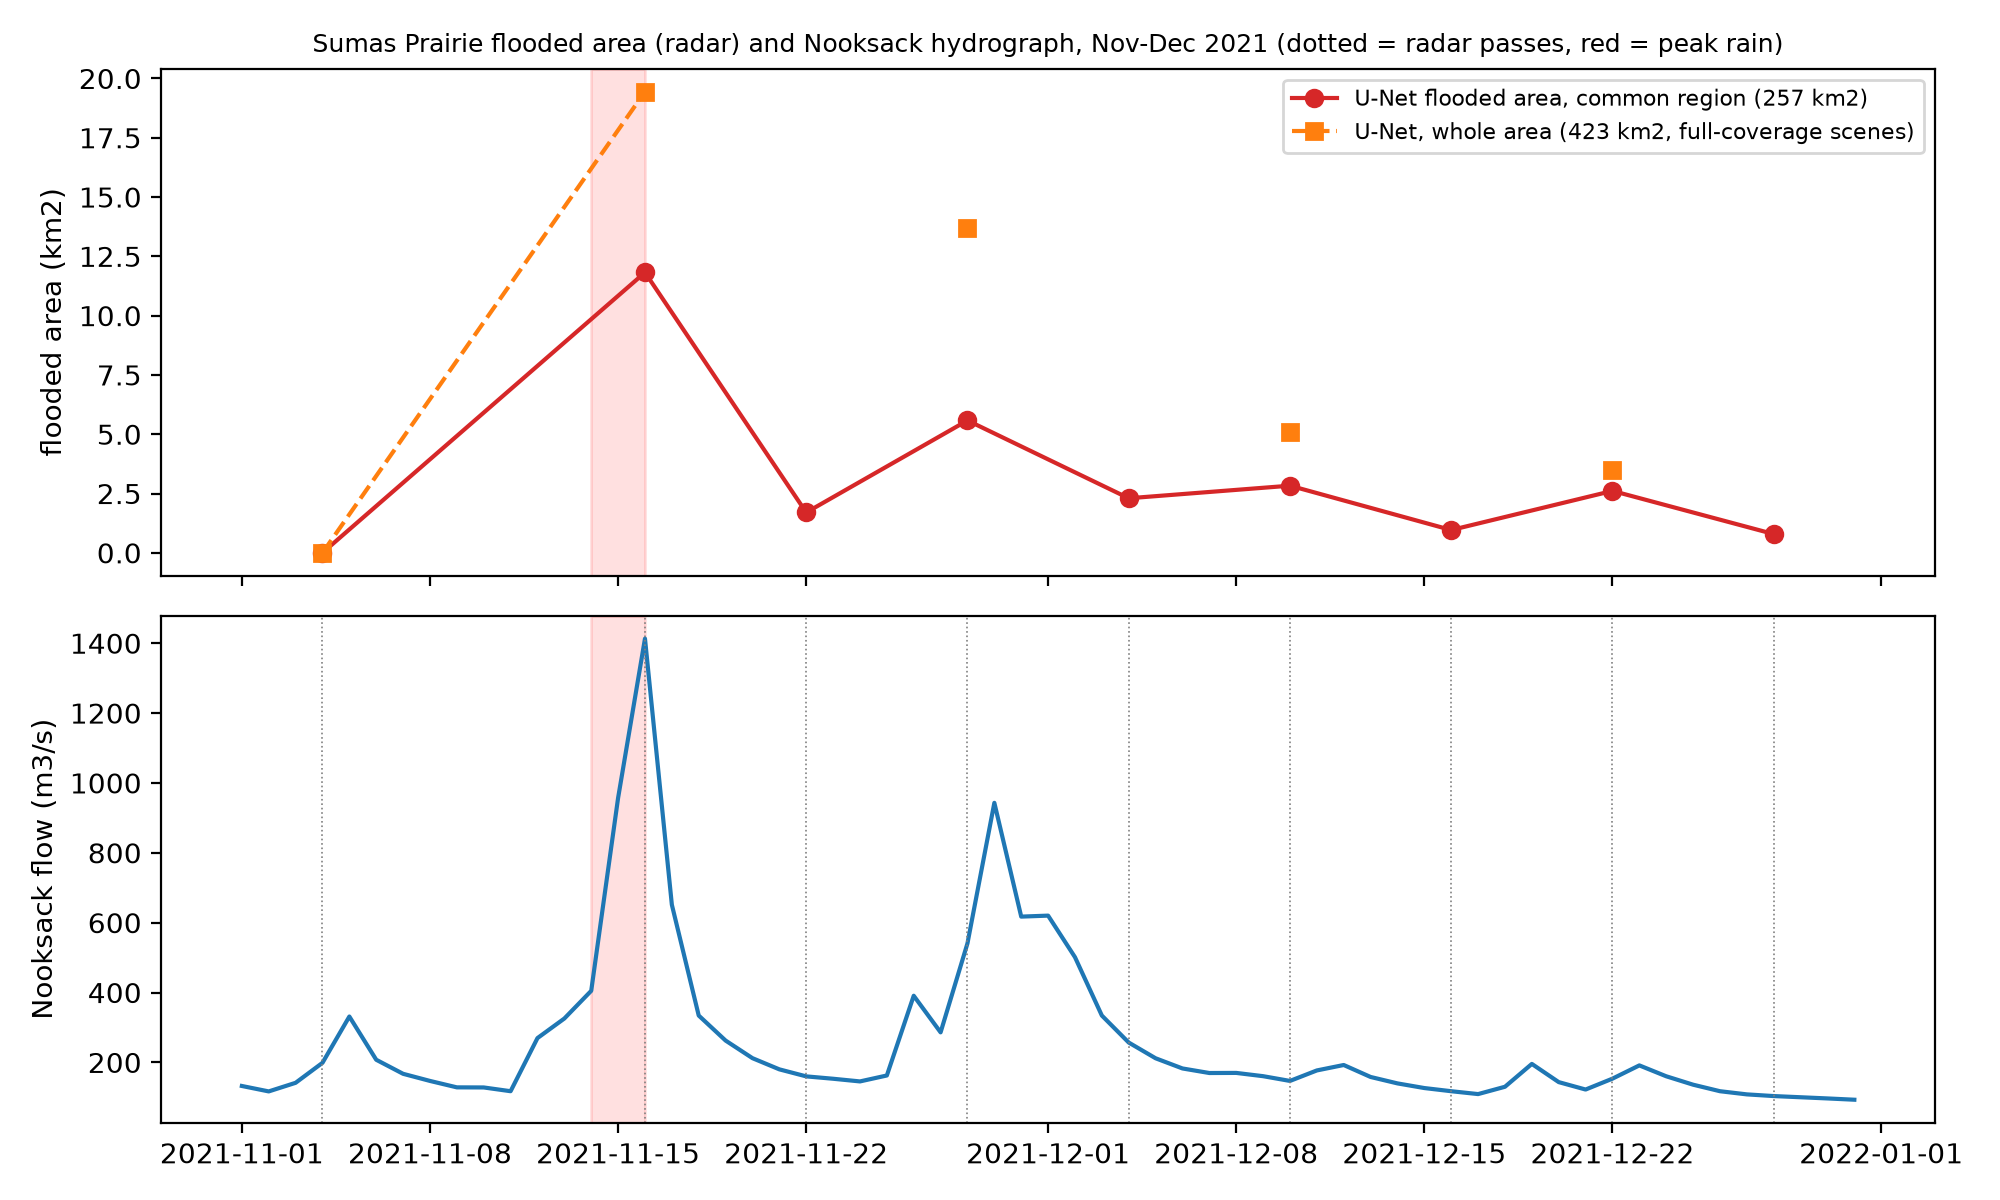 Sumas Prairie flooded area (radar) and Nooksack hydrograph, Nov-Dec 2021 (dotted = radar passes, red = peak rain)
20.0
17.5
15.0
12.5
10.0
7.5
5.0
2.5
0.0
flooded area (km2)
U-Net flooded area, common region (257 km2)
U-Net, whole area (423 km2, full-coverage scenes)
1400
1200
1000
800
600
400
200
Nooksack flow (m3/s)
2021-11-01 2021-11-08 2021-11-15 2021-11-22 2021-12-01 2021-12-08 2021-12-15 2021-12-22 2022-01-01